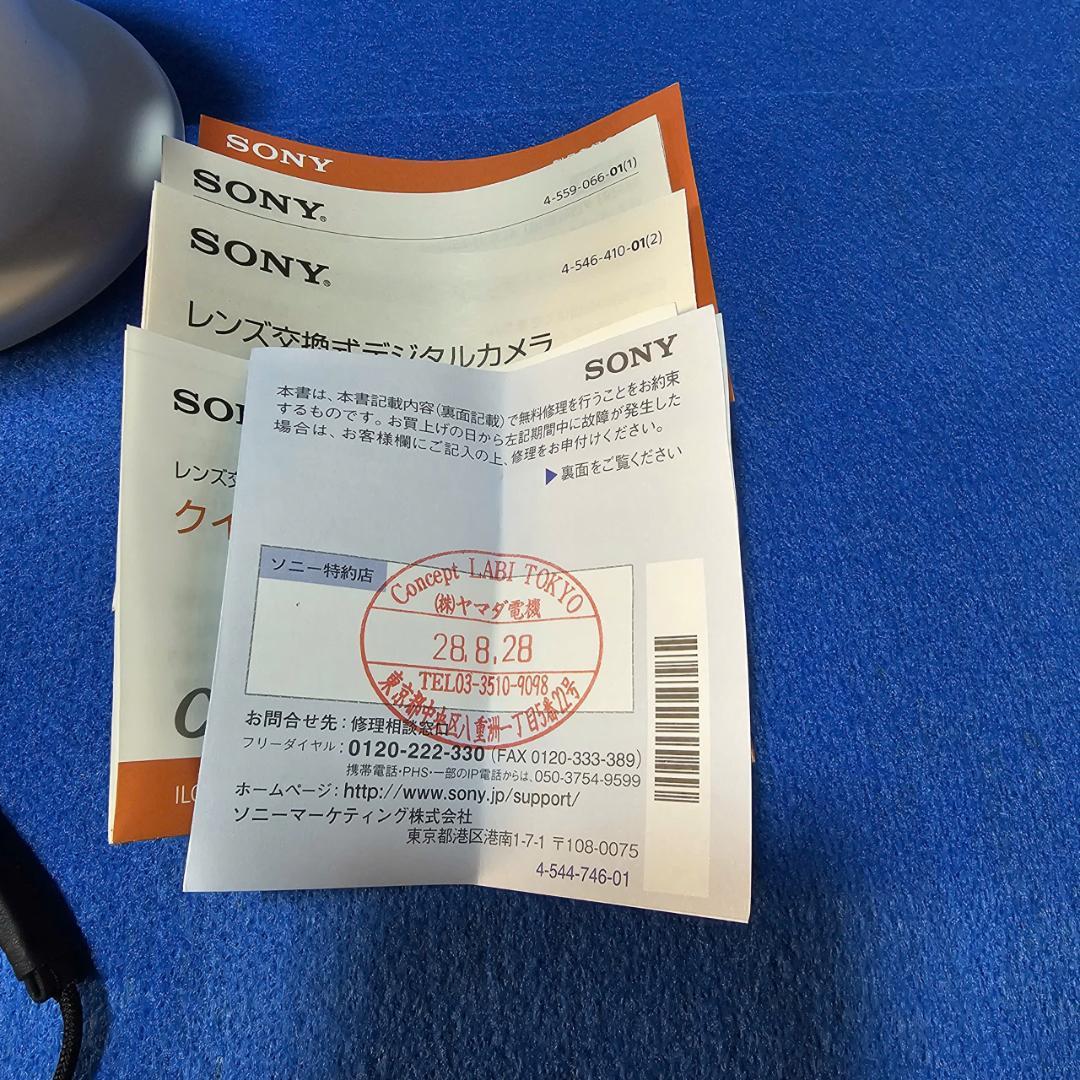 SONY
SONY
4-559-066-01(1)
SONY
4-546-410-01(2)
レンズ交換式デジタルカメラ
SONY
本書は、本書記載内容(裏面記載)で無料修理を行うことをお約束
するものです。お買上げの日から左記期間中に故障が発生した
場合は、お客様欄にご記入の上、修理をお申付けください。
▶裏面をご覧ください
レンズ
クイ
ソニー特約店
Concept LABI TOKYO
(株)ヤマダ電機
28.8.28
TEL03-3510-9098
東京都中央区八重洲一丁目5番22号
お問合せ先:修理相談窓口
フリーダイヤル:0120-222-330(FAX 0120-333-389)
携帯電話・PHS・一部のIP電話からは、050-3754-9599
ホームページ:http://www.sony.jp/support/
ソニーマーケティング株式会社
東京都港区港南1-7-1 〒108-0075
4-544-746-01